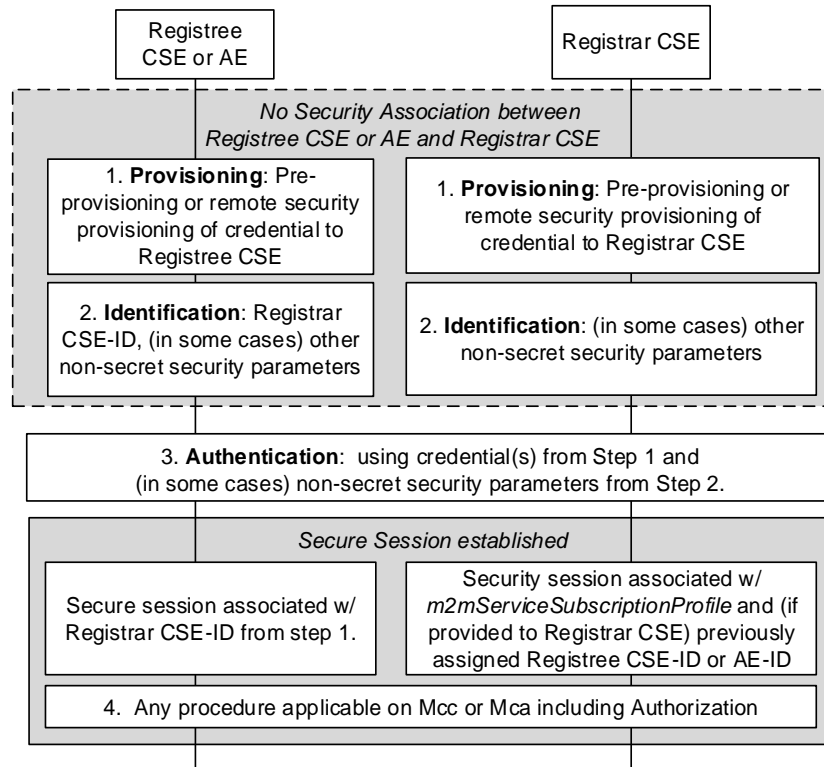 Registree
CSE or AE
Registrar CSE
No Security Association between
Registree CSE or AE and Registrar CSE
1. Provisioning: Pre-
provisioning or remote security
provisioning of credential to
Registree CSE
1. Provisioning: Pre-provisioning or
remote security provisioning of
credential to Registrar CSE
2. Identification: Registrar
CSE-ID, (in some cases) other
non-secret security parameters
2. Identification: (in some cases) other
non-secret security parameters
3. Authentication: using credential(s) from Step 1 and
(in some cases) non-secret security parameters from Step 2.
Secure Session established
Secure session associated w/
Registrar CSE-ID from step 1.
Security session associated w/
m2mServiceSubscriptionProfile and (if
provided to Registrar CSE) previously
assigned Registree CSE-ID or AE-ID
4. Any procedure applicable on Mcc or Mca including Authorization